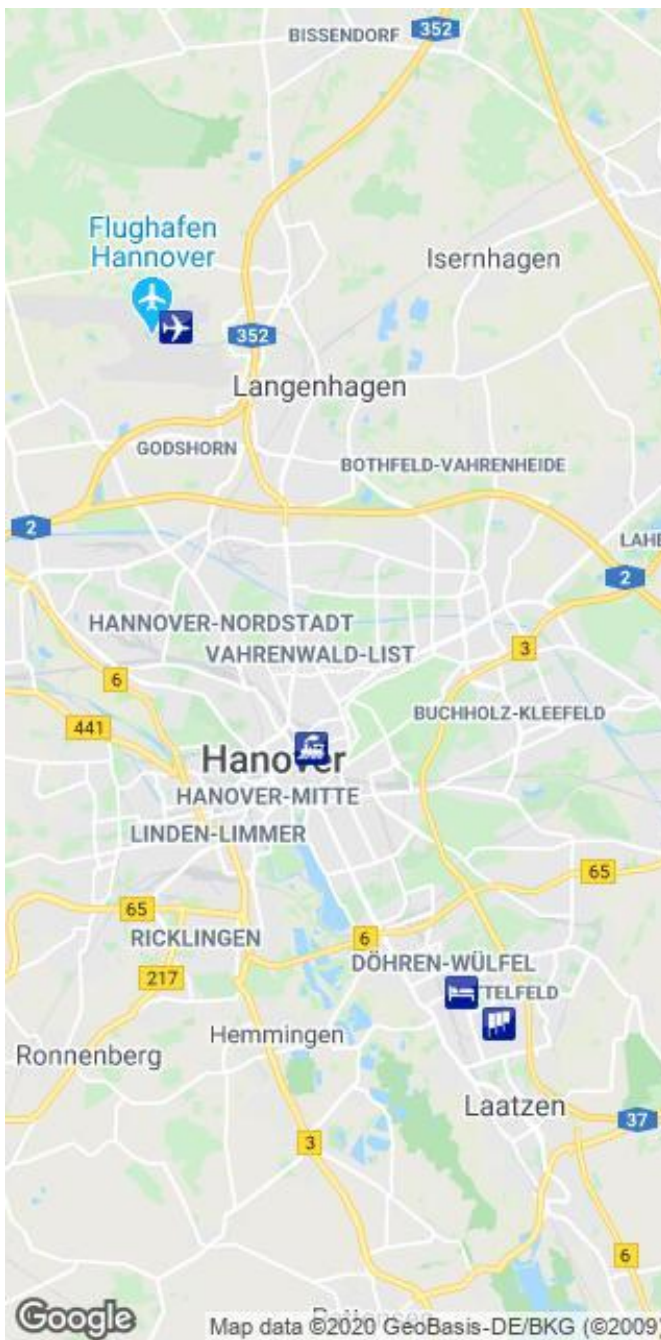 BISSENDORF
352
Flughafen
Hannover
Isernhagen
352
Langenhagen
GODSHORN
BOTHFELD-VAHRENHEIDE
2
LAHE
2
HANNOVER-NORDSTADT
VAHRENWALD-LIST
3
6
BUCHHOLZ-KLEEFELD
441
Hanover
HANOVER-MITTE
LINDEN-LIMMER
65
65
6
RICKLINGEN
DÖHREN-WÜLFEL
217
TELFELD
Hemmingen
Ronnenberg
Laatzen
37
3
6
Google
Map data ©2020 GeoBasis-DE/BKG (©2009)